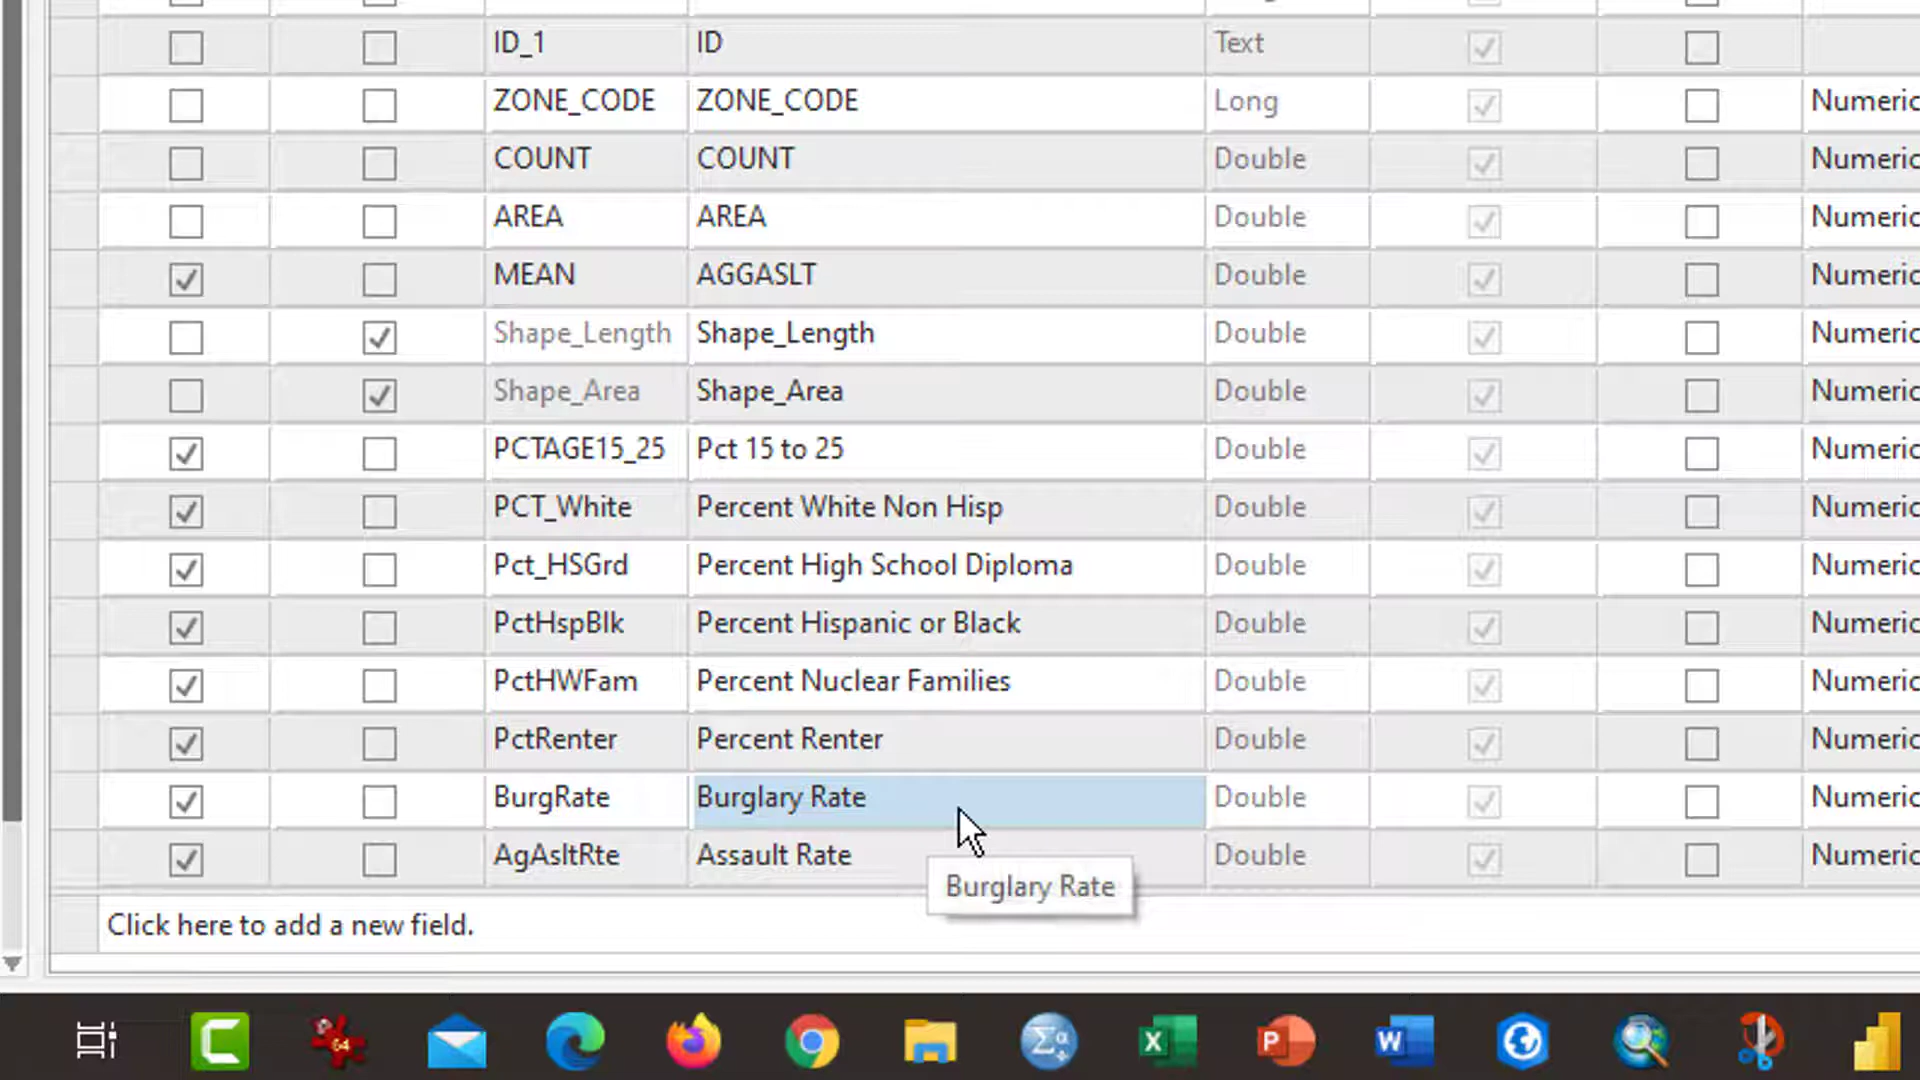 ID_1 ID Text
ZONE_CODE ZONE_CODE Long Numeric
COUNT COUNT Double Numeric
AREA AREA Double Numeric
MEAN AGGASLT Double Numeric
Shape_Length Shape_Length Double Numeric
Shape_Area Shape_Area Double Numeric
PCTAGE15_25 Pct 15 to 25 Double Numeric
PCT_White Percent White Non Hisp Double Numeric
Pct_HSGrd Percent High School Diploma Double Numeric
PctHspBlk Percent Hispanic or Black Double Numeric
PctHWFam Percent Nuclear Families Double Numeric
PctRenter Percent Renter Double Numeric
BurgRate Burglary Rate Double Numeric
AgAsltRte Assault Rate Double Numeric
Burglary Rate
Click here to add a new field.
C 64 Σα X P W